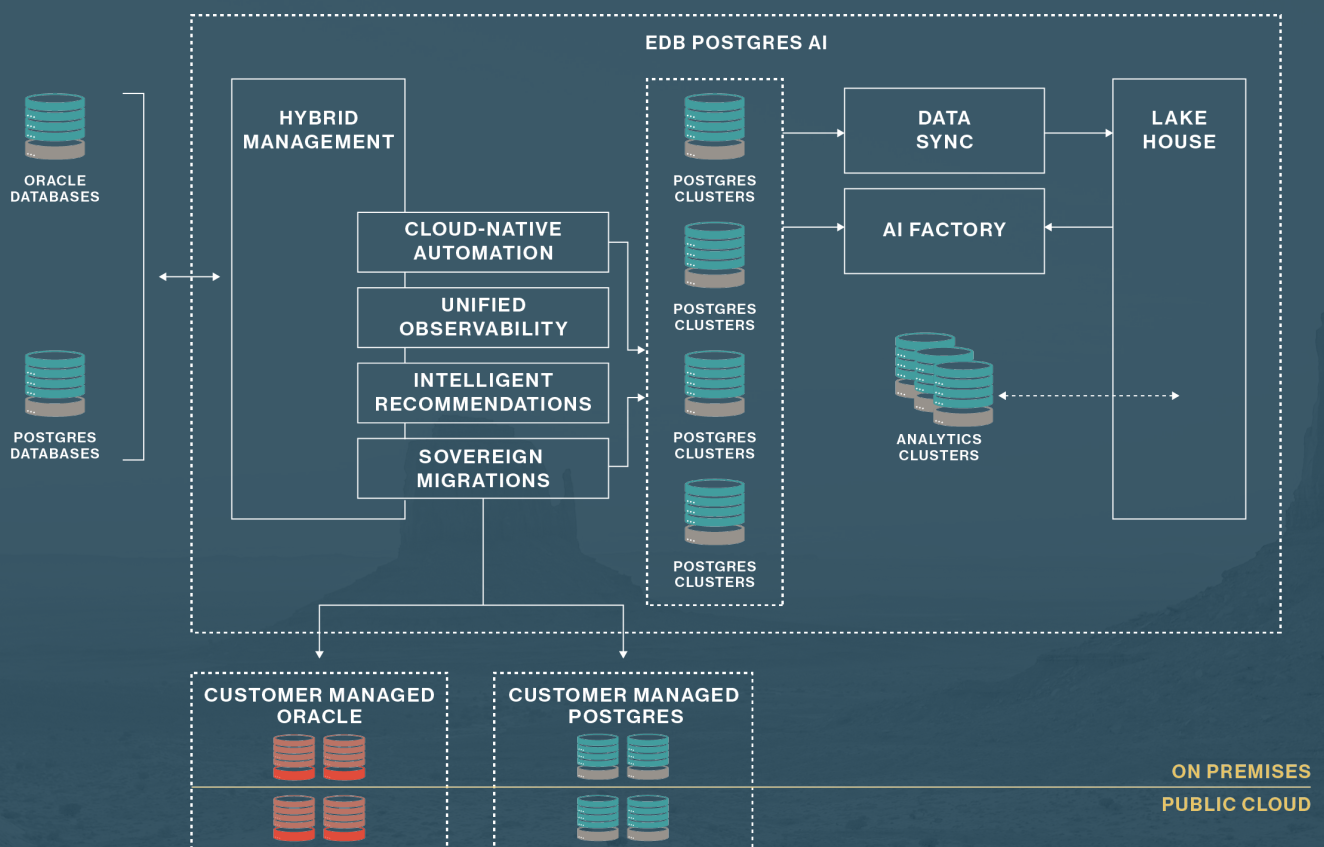 EDB POSTGRES AI
ORACLE
DATABASES
POSTGRES
DATABASES
HYBRID
MANAGEMENT
CLOUD-NATIVE
AUTOMATION
UNIFIED
OBSERVABILITY
INTELLIGENT
RECOMMENDATIONS
SOVEREIGN
MIGRATIONS
POSTGRES
CLUSTERS
POSTGRES
CLUSTERS
POSTGRES
CLUSTERS
POSTGRES
CLUSTERS
DATA
SYNC
AI FACTORY
ANALYTICS
CLUSTERS
LAKE
HOUSE
CUSTOMER MANAGED
ORACLE
CUSTOMER MANAGED
POSTGRES
ON PREMISES
PUBLIC CLOUD